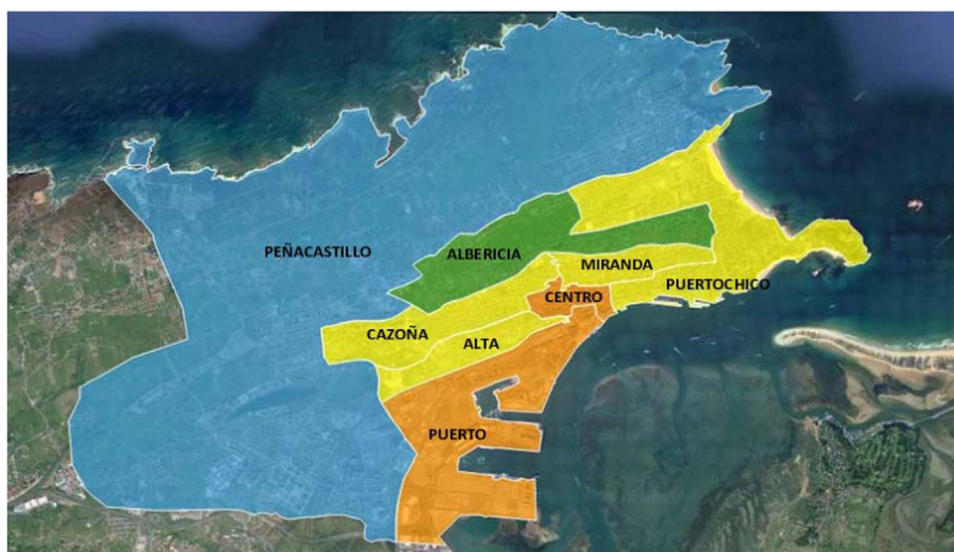 PEÑACASTILLO
ALBERICIA
MIRANDA
PUERTOCHICO
CENTRO
CAZOÑA
ALTA
PUERTO